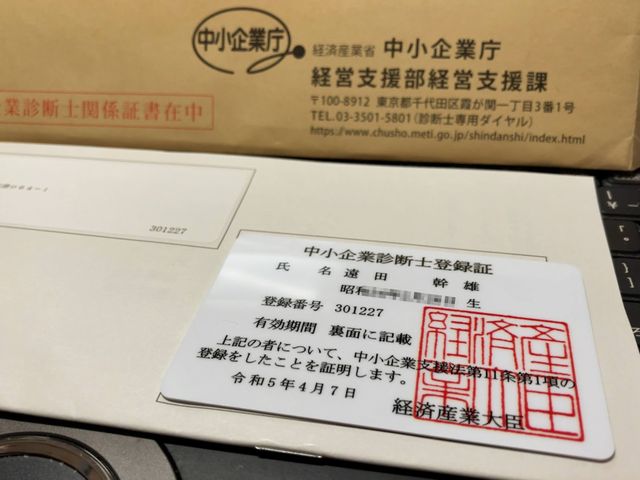 中小企業庁
経済産業省 中小企業庁
経営支援部経営支援課
〒100-8912 東京都千代田区霞が関一丁目3番1号
TEL.03-3501-5801(診断士専用ダイヤル)
https://www.chusho.meti.go.jp/shindanshi/index.html
業診断士関係証書在中
301227
中小企業診断士登録証
氏 名 遠 田 幹 雄
昭和 生
登録番号 301227
有効期間 裏面に記載
上記の者について、中小企業支援法第11条第1項の
登録をしたことを証明します。
令和5年4月7日
経済産業大臣
経済産業大臣